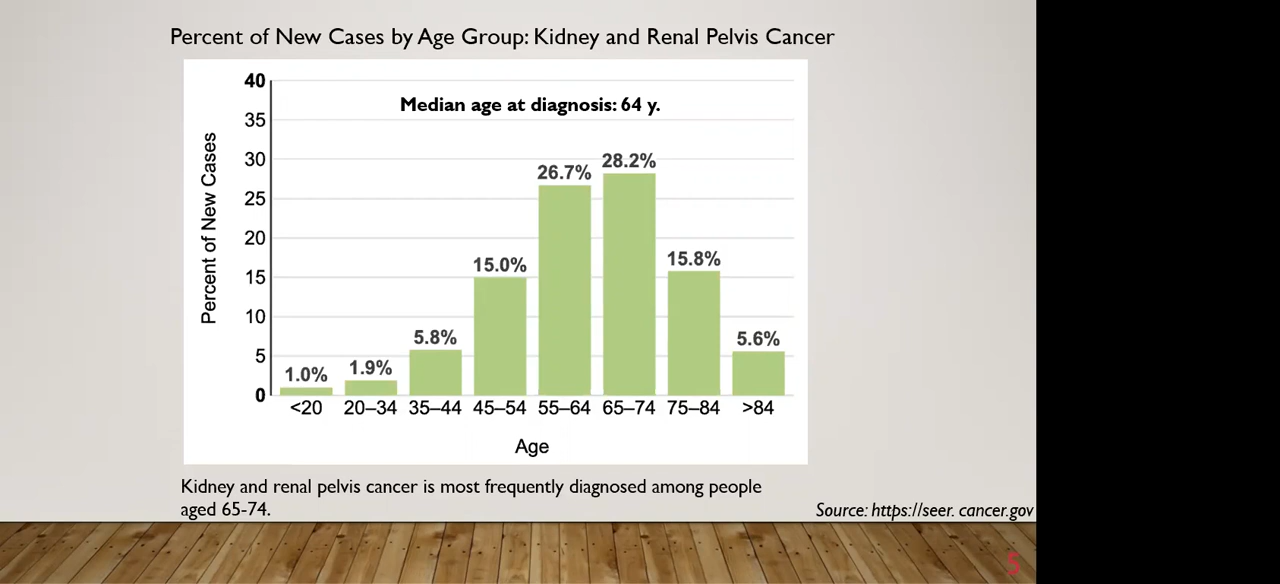 Percent of New Cases by Age Group: Kidney and Renal Pelvis Cancer
Median age at diagnosis: 64 y.
Percent of New Cases
40
35
30
25
20
15
10
5
0
1.0%
1.9%
5.8%
15.0%
26.7%
28.2%
15.8%
5.6%
<20 20–34 35–44 45–54 55–64 65–74 75–84 >84
Age
Kidney and renal pelvis cancer is most frequently diagnosed among people
aged 65-74.
Source: https://seer. cancer.gov
5